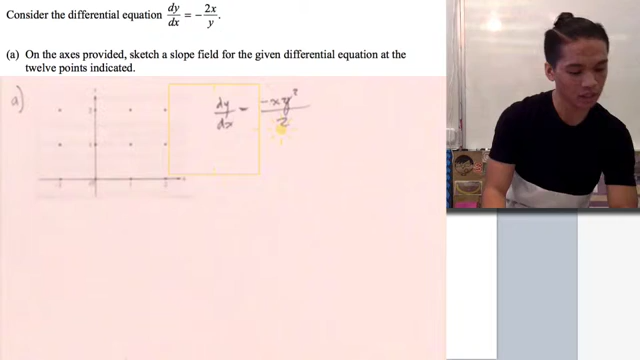 Consider the differential equation dy/dx = −2x/y.
(a) On the axes provided, sketch a slope field for the given differential equation at the
twelve points indicated.
a)
dy/dx = −xy²/2